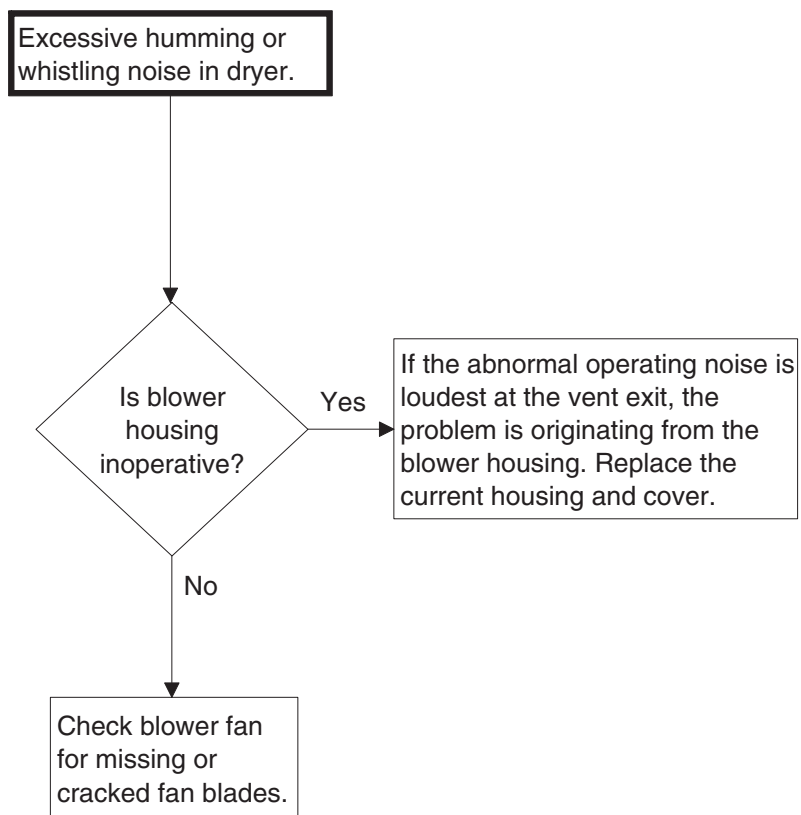 Excessive humming or
whistling noise in dryer.
Is blower
housing
inoperative?
Yes
If the abnormal operating noise is
loudest at the vent exit, the
problem is originating from the
blower housing. Replace the
current housing and cover.
No
Check blower fan
for missing or
cracked fan blades.